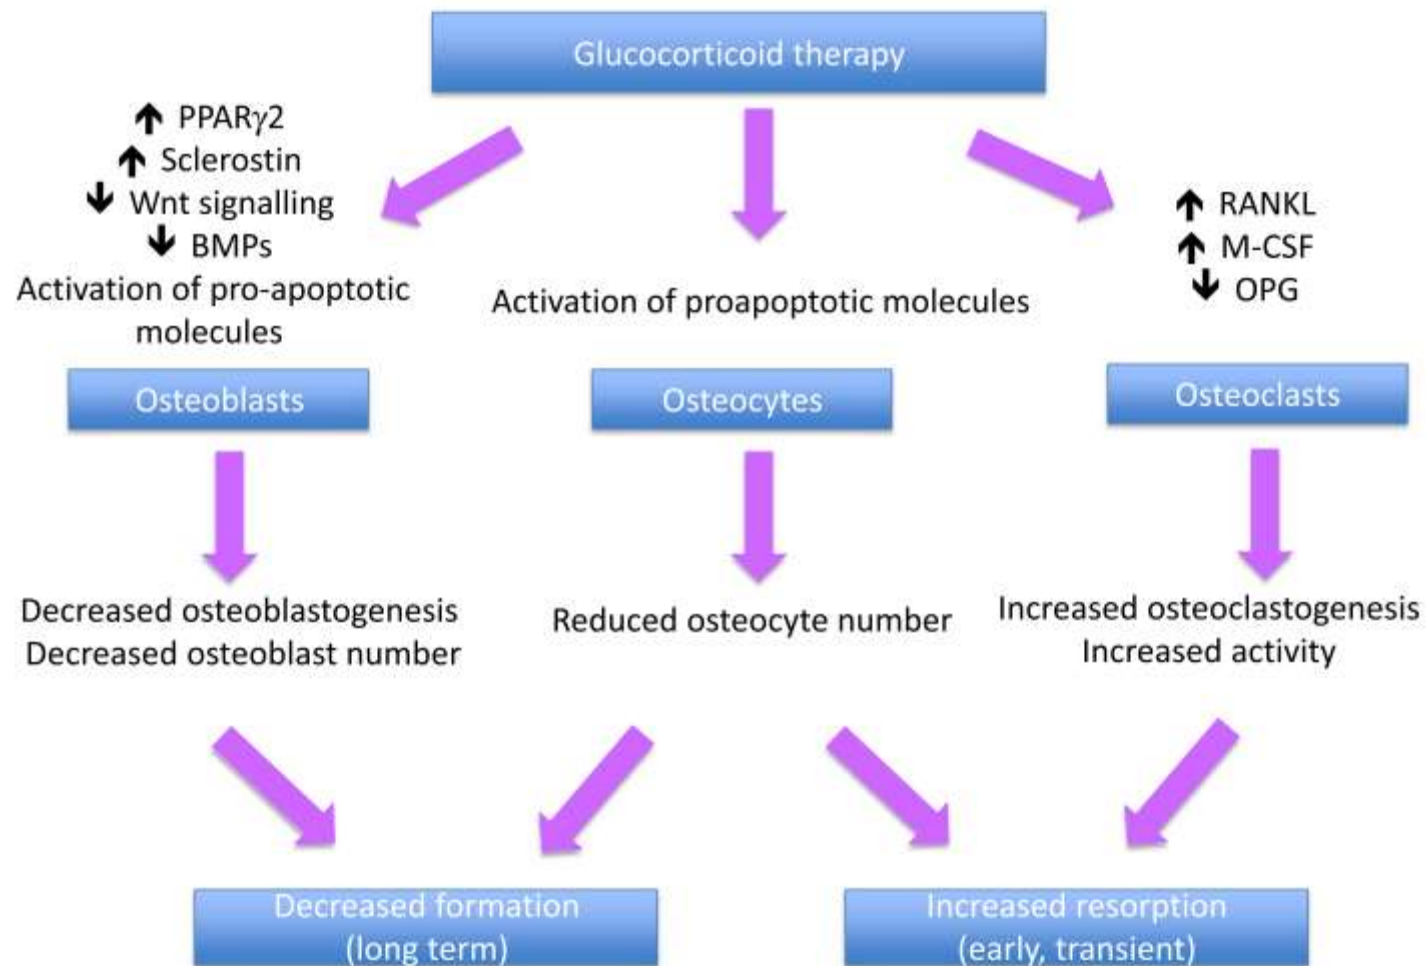 Glucocorticoid therapy
↑ PPARγ2
↑ Sclerostin
↓ Wnt signalling
↓ BMPs
Activation of pro-apoptotic
molecules
Activation of proapoptotic molecules
↑ RANKL
↑ M-CSF
↓ OPG
Osteoblasts
Osteocytes
Osteoclasts
Decreased osteoblastogenesis
Decreased osteoblast number
Reduced osteocyte number
Increased osteoclastogenesis
Increased activity
Decreased formation
(long term)
Increased resorption
(early, transient)